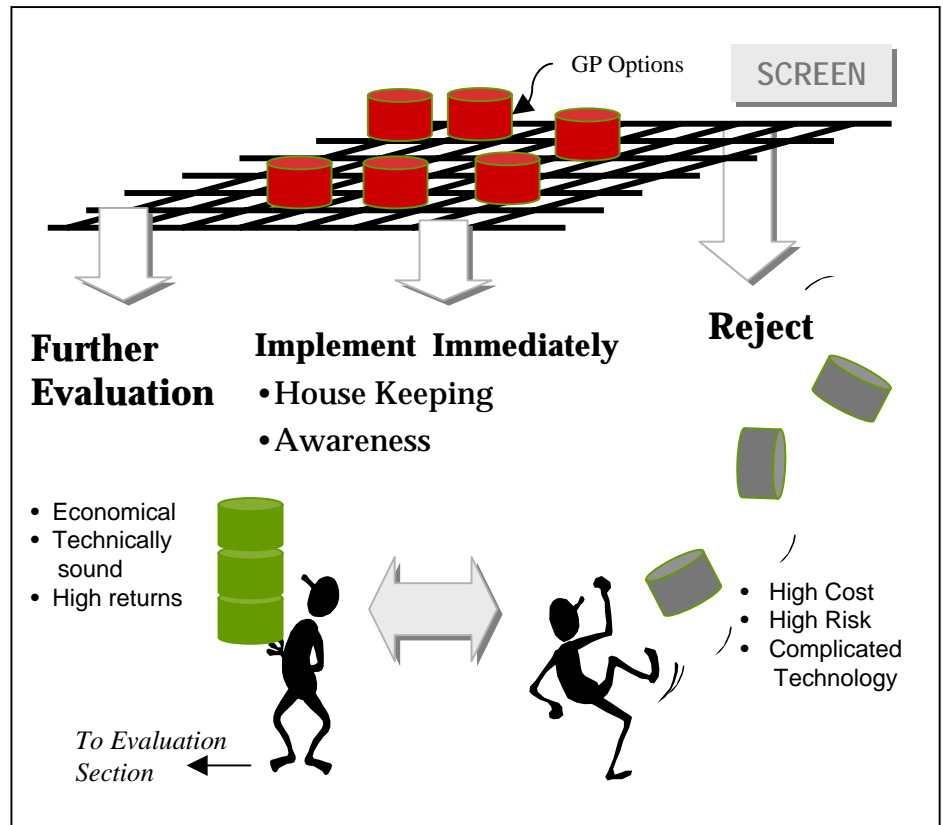 GP Options
SCREEN
Further
Evaluation
Implement Immediately
•House Keeping
•Awareness
Reject
• Economical
• Technically
sound
• High returns
• High Cost
• High Risk
• Complicated
Technology
To Evaluation
Section